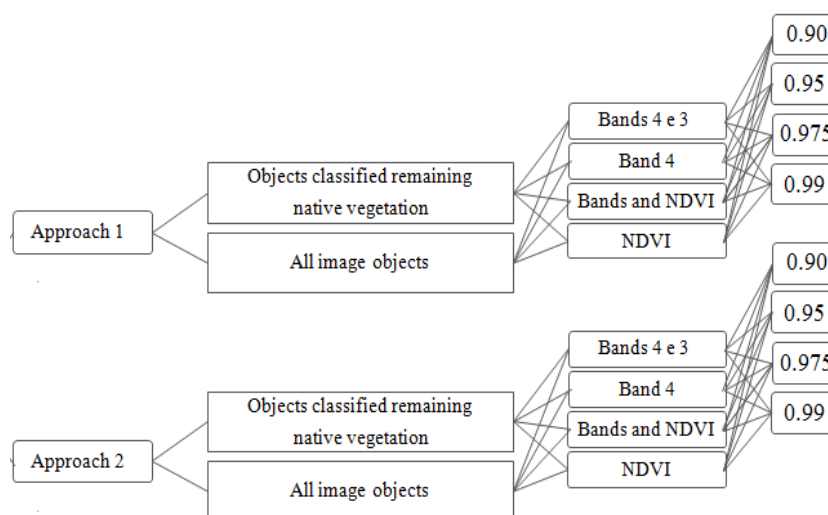 Approach 1
Objects classified remaining
native vegetation
All image objects
Bands 4 e 3
Band 4
Bands and NDVI
NDVI
0.90
0.95
0.975
0.99
Approach 2
Objects classified remaining
native vegetation
All image objects
Bands 4 e 3
Band 4
Bands and NDVI
NDVI
0.90
0.95
0.975
0.99